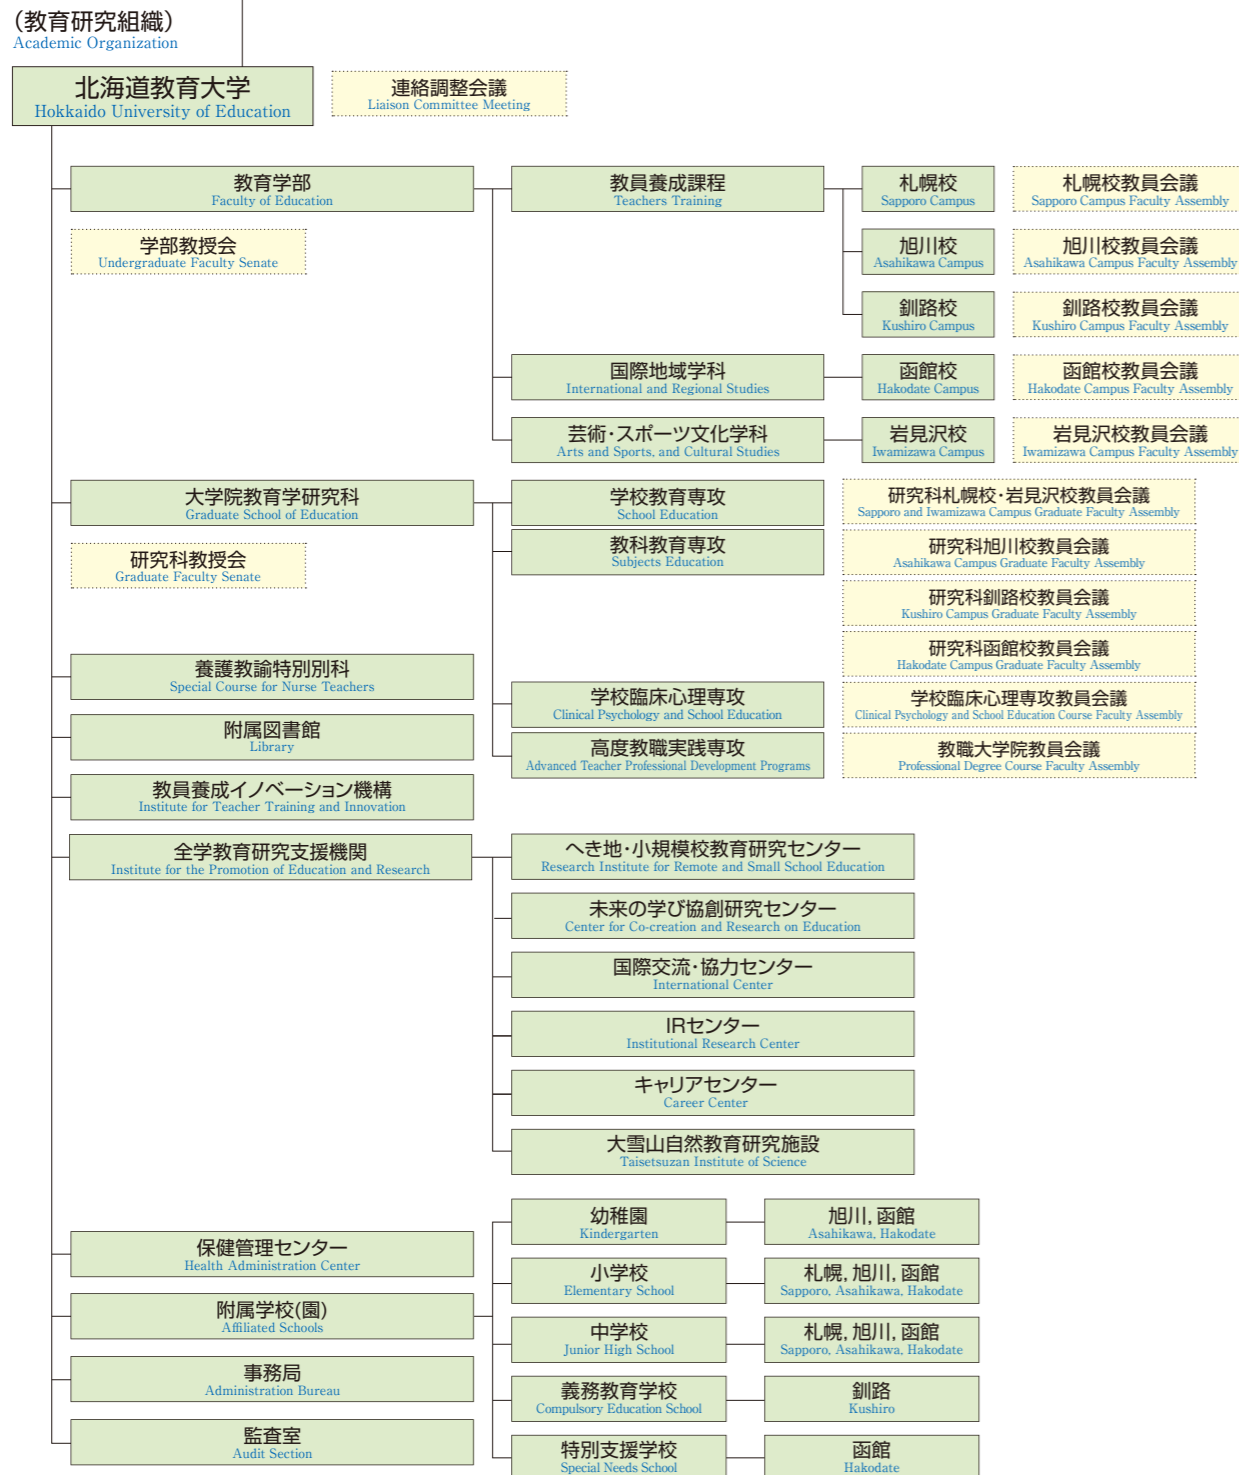 (教育研究組織)
Academic Organization
北海道教育大学
Hokkaido University of Education
連絡調整会議
Liaison Committee Meeting
教育学部
Faculty of Education
教員養成課程
Teachers Training
札幌校
Sapporo Campus
札幌校教員会議
Sapporo Campus Faculty Assembly
学部教授会
Undergraduate Faculty Senate
旭川校
Asahikawa Campus
旭川校教員会議
Asahikawa Campus Faculty Assembly
釧路校
Kushiro Campus
釧路校教員会議
Kushiro Campus Faculty Assembly
国際地域学科
International and Regional Studies
函館校
Hakodate Campus
函館校教員会議
Hakodate Campus Faculty Assembly
芸術・スポーツ文化学科
Arts and Sports, and Cultural Studies
岩見沢校
Iwamizawa Campus
岩見沢校教員会議
Iwamizawa Campus Faculty Assembly
大学院教育学研究科
Graduate School of Education
学校教育専攻
School Education
研究科札幌校・岩見沢校教員会議
Sapporo and Iwamizawa Campus Graduate Faculty Assembly
研究科教授会
Graduate Faculty Senate
教科教育専攻
Subjects Education
研究科旭川校教員会議
Asahikawa Campus Graduate Faculty Assembly
研究科釧路校教員会議
Kushiro Campus Graduate Faculty Assembly
研究科函館校教員会議
Hakodate Campus Graduate Faculty Assembly
養護教諭特別別科
Special Course for Nurse Teachers
学校臨床心理専攻
Clinical Psychology and School Education
学校臨床心理専攻教員会議
Clinical Psychology and School Education Course Faculty Assembly
附属図書館
Library
高度教職実践専攻
Advanced Teacher Professional Development Programs
教職大学院教員会議
Professional Degree Course Faculty Assembly
教員養成イノベーション機構
Institute for Teacher Training and Innovation
全学教育研究支援機関
Institute for the Promotion of Education and Research
へき地・小規模校教育研究センター
Research Institute for Remote and Small School Education
未来の学び協創研究センター
Center for Co-creation and Research on Education
国際交流・協力センター
International Center
IRセンター
Institutional Research Center
キャリアセンター
Career Center
大雪山自然教育研究施設
Taisetsuzan Institute of Science
保健管理センター
Health Administration Center
幼稚園
Kindergarten
旭川, 函館
Asahikawa, Hakodate
附属学校(園)
Affiliated Schools
小学校
Elementary School
札幌, 旭川, 函館
Sapporo, Asahikawa, Hakodate
中学校
Junior High School
札幌, 旭川, 函館
Sapporo, Asahikawa, Hakodate
事務局
Administration Bureau
義務教育学校
Compulsory Education School
釧路
Kushiro
監査室
Audit Section
特別支援学校
Special Needs School
函館
Hakodate